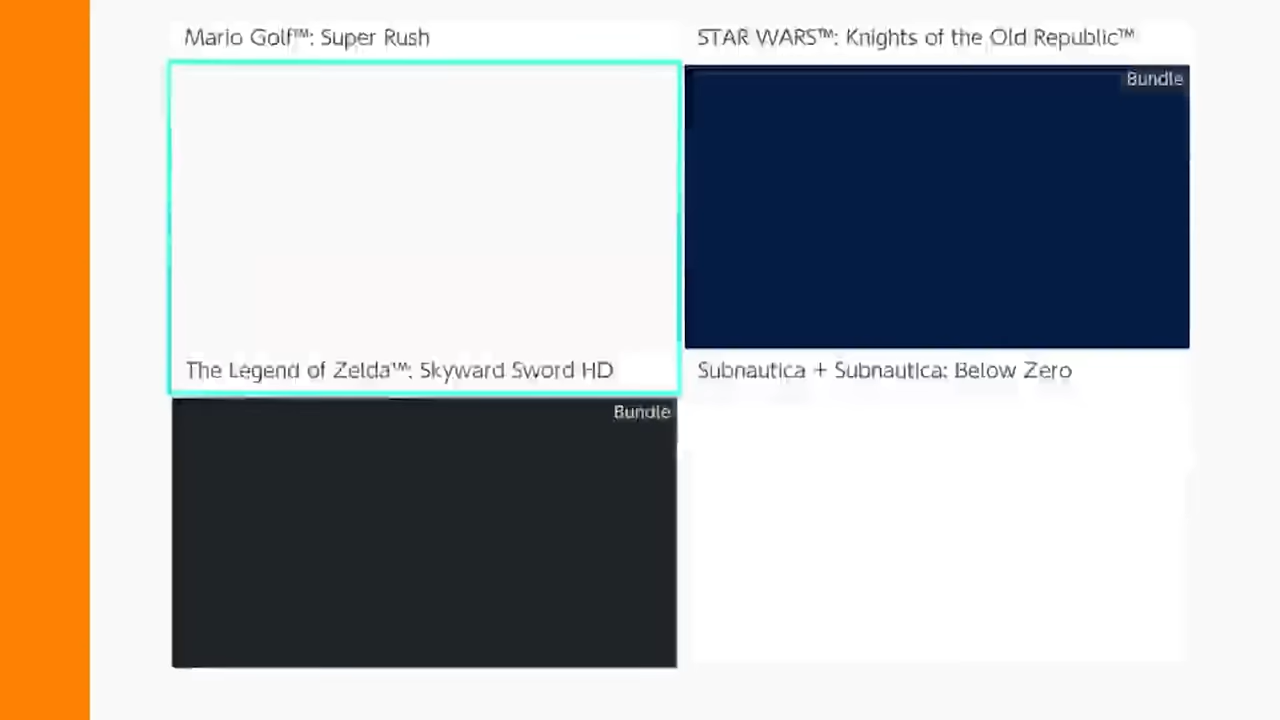 Mario Golf™: Super Rush
STAR WARS™: Knights of the Old Republic™
Bundle
The Legend of Zelda™: Skyward Sword HD
Subnautica + Subnautica: Below Zero
Bundle